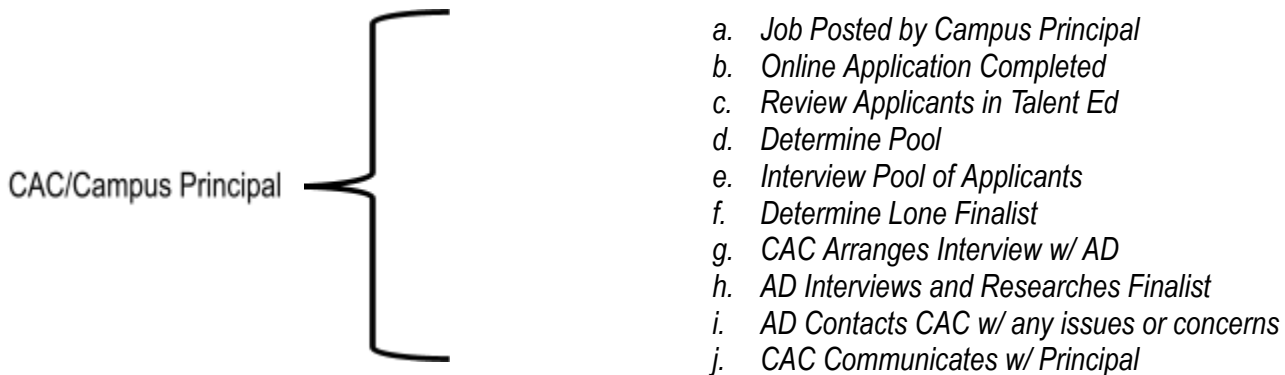 CAC/Campus Principal
a. Job Posted by Campus Principal
b. Online Application Completed
c. Review Applicants in Talent Ed
d. Determine Pool
e. Interview Pool of Applicants
f. Determine Lone Finalist
g. CAC Arranges Interview w/ AD
h. AD Interviews and Researches Finalist
i. AD Contacts CAC w/ any issues or concerns
j. CAC Communicates w/ Principal